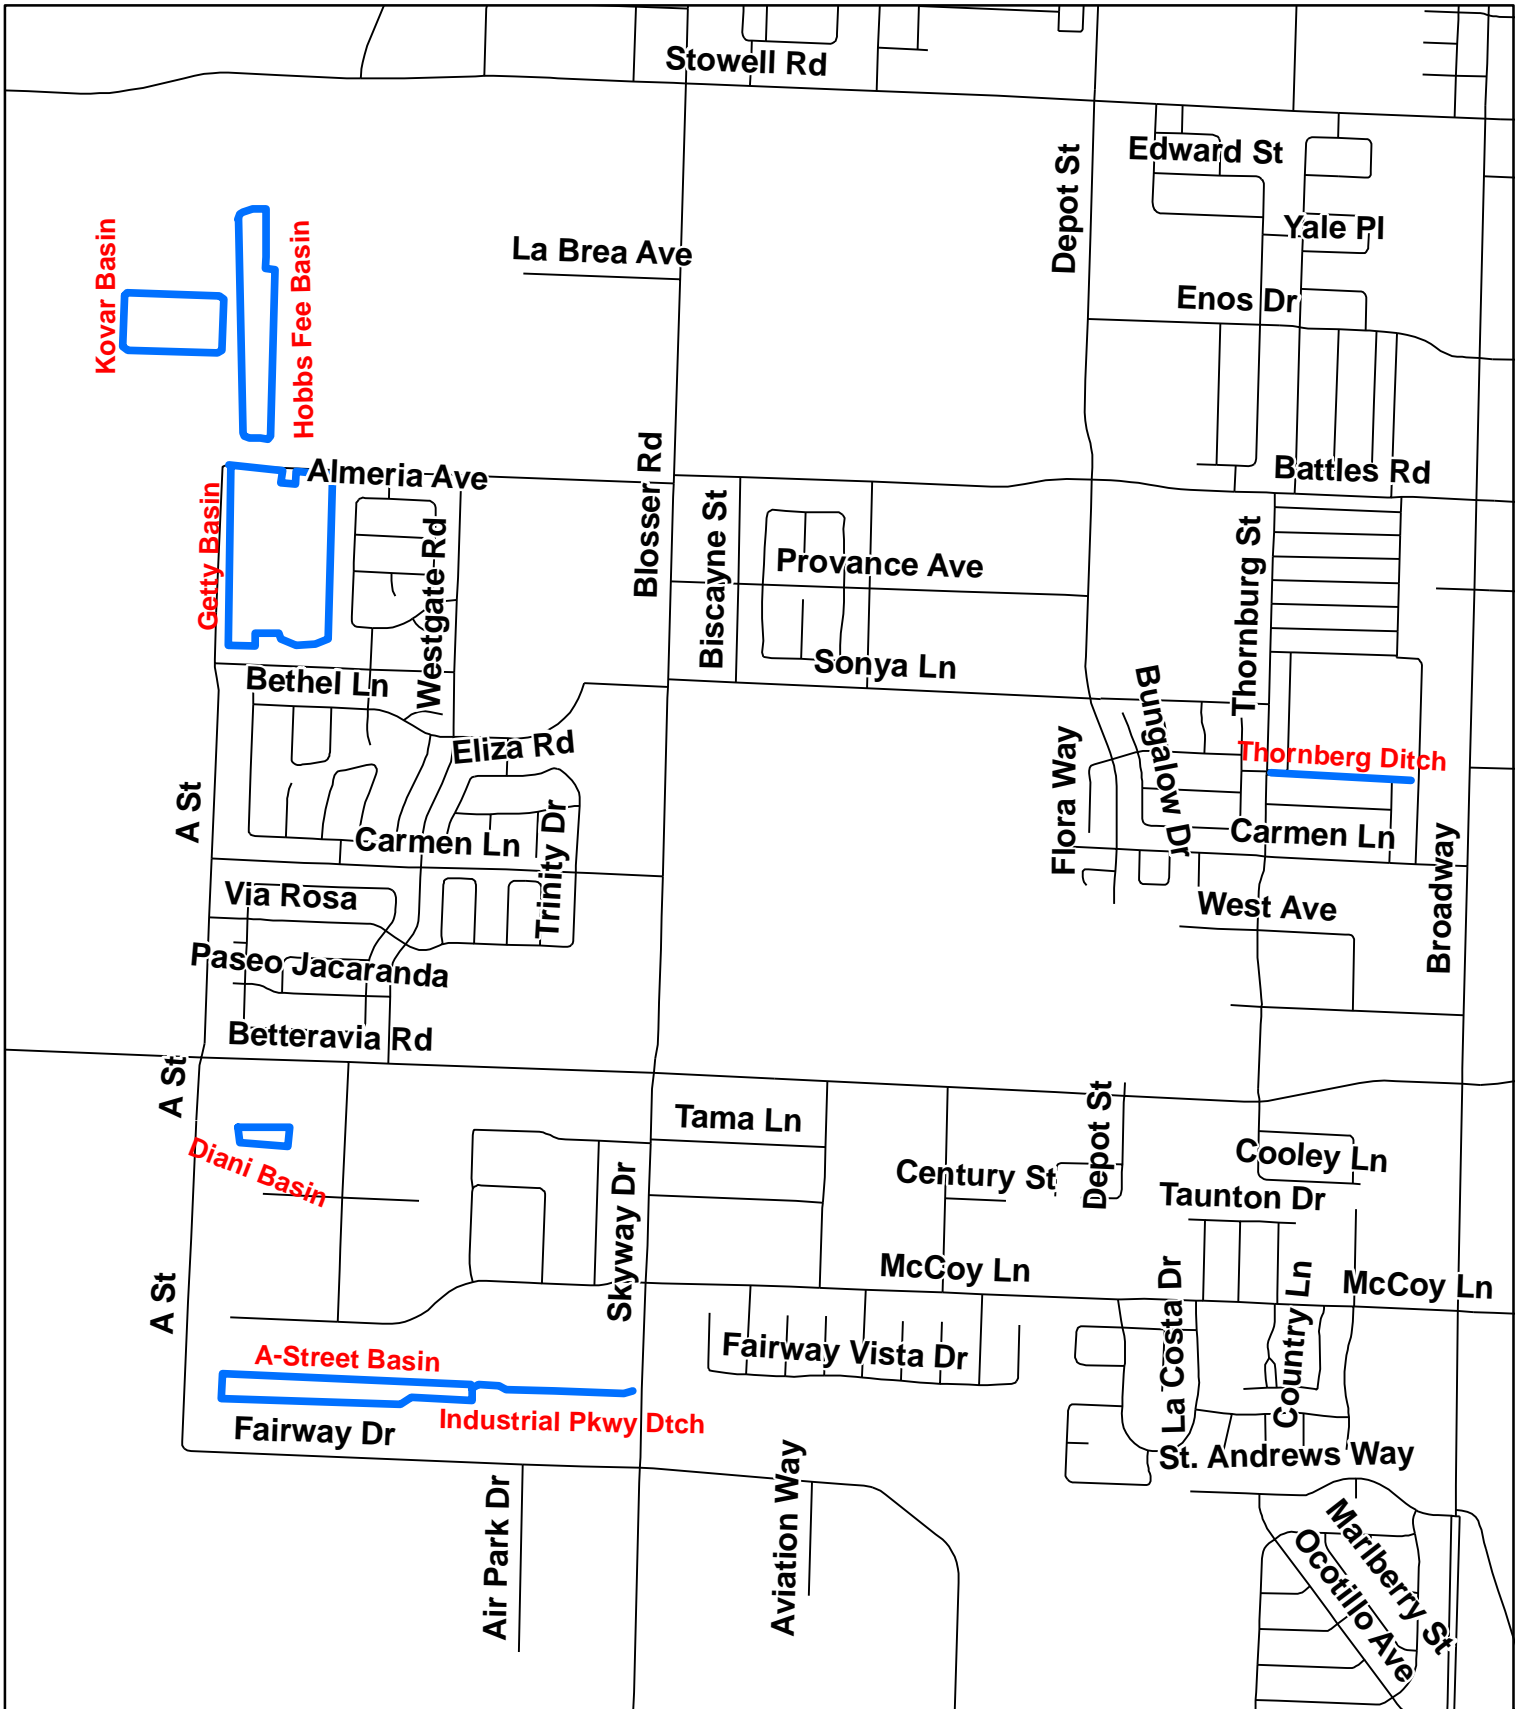 Stowell Rd
Edward St
Depot St
Yale Pl
La Brea Ave
Kovar Basin
Hobbs Fee Basin
Enos Dr
Almeria Ave
Blosser Rd
Battles Rd
Getty Basin
Westgate Rd
Biscayne St
Provance Ave
Thornburg St
Sonya Ln
Bethel Ln
Bungalow Dr
Eliza Rd
Flora Way
Thornberg Ditch
A St
Carmen Ln
Trinity Dr
Carmen Ln
Broadway
Via Rosa
West Ave
Paseo Jacaranda
Betteravia Rd
A St
Tama Ln
Depot St
Diani Basin
Century St
Cooley Ln
Taunton Dr
Skyway Dr
A St
McCoy Ln
La Costa Dr
Country Ln
McCoy Ln
A-Street Basin
Fairway Vista Dr
Industrial Pkwy Dtch
Fairway Dr
St. Andrews Way
Air Park Dr
Aviation Way
Marlberry St
Ocotillo Ave